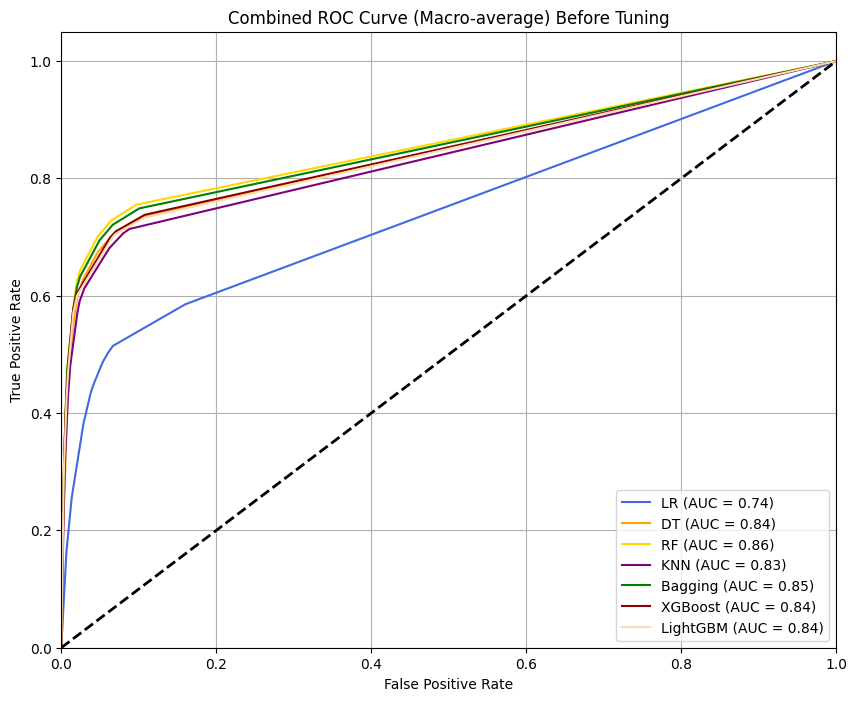 Combined ROC Curve (Macro-average) Before Tuning
True Positive Rate
1.0
0.8
0.6
0.4
0.2
0.0
0.0
0.2
0.4
0.6
0.8
1.0
False Positive Rate
LR (AUC = 0.74)
DT (AUC = 0.84)
RF (AUC = 0.86)
KNN (AUC = 0.83)
Bagging (AUC = 0.85)
XGBoost (AUC = 0.84)
LightGBM (AUC = 0.84)